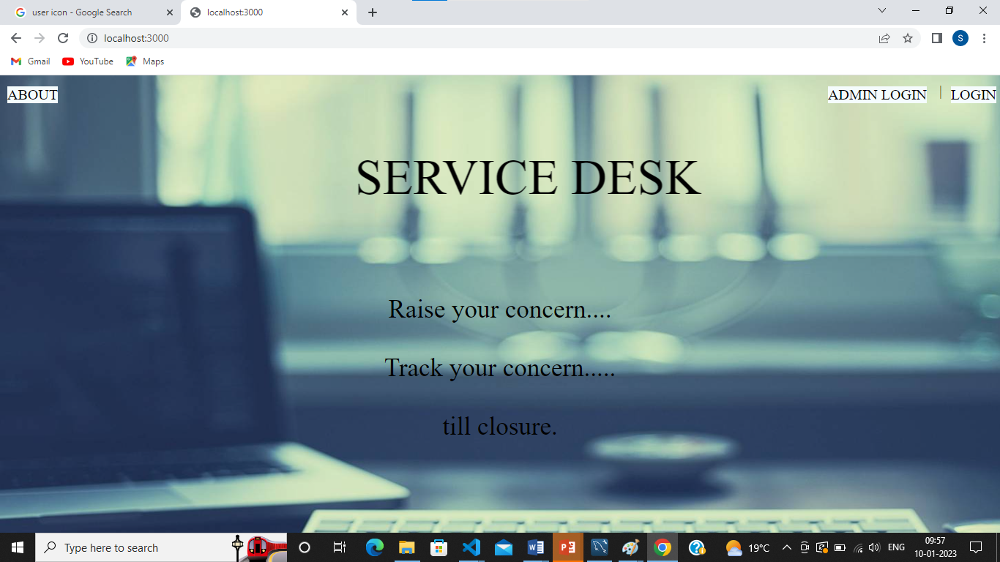 user icon - Google Search
localhost:3000
localhost:3000
Gmail
YouTube
Maps
S
ABOUT
ADMIN LOGIN | LOGIN
SERVICE DESK
Raise your concern....
Track your concern.....
till closure.
Type here to search
19°C
ENG
09:57
10-01-2023